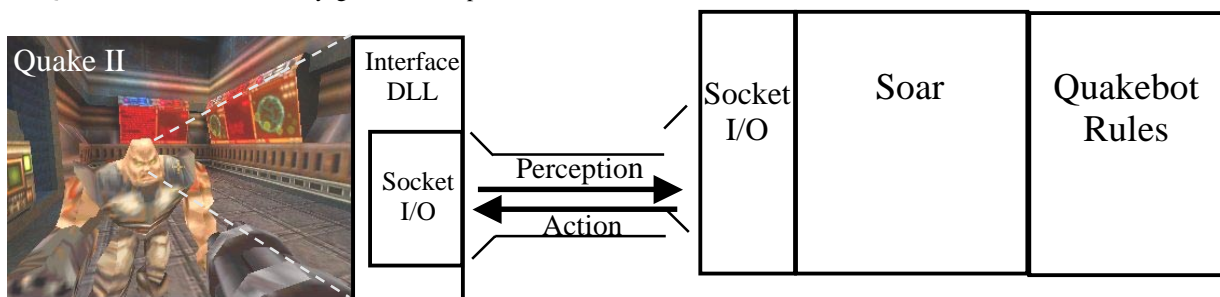 Quake II
Interface
DLL
Socket
I/O
Perception
Action
Socket
I/O
Soar
Quakebot
Rules